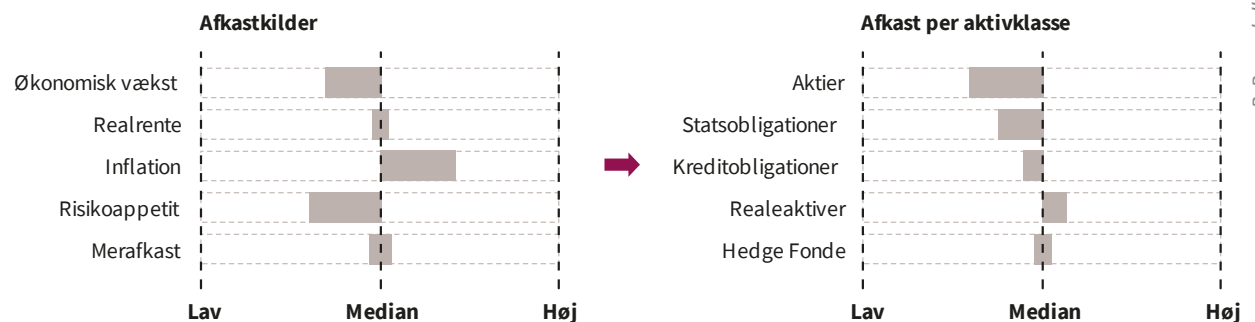 Afkastkilder
Økonomisk vækst
Realrente
Inflation
Risikoappetit
Merafkast
Lav Median Høj
Afkast per aktivklasse
Aktier
Statsobligationer
Kreditobligationer
Realeaktiver
Hedge Fonde
Lav Median Høj